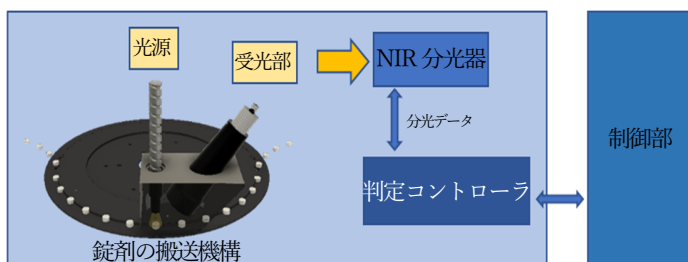 光源
受光部
NIR 分光器
分光データ
制御部
判定コントローラ
錠剤の搬送機構